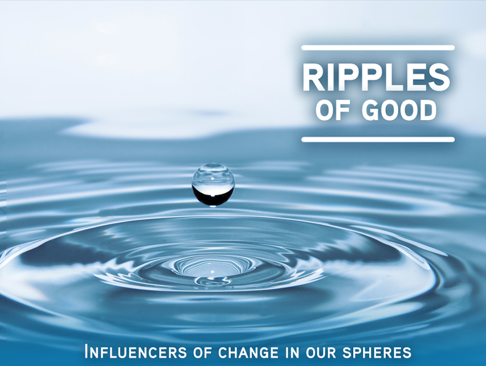 RIPPLES
OF GOOD
Influencers of change in our spheres